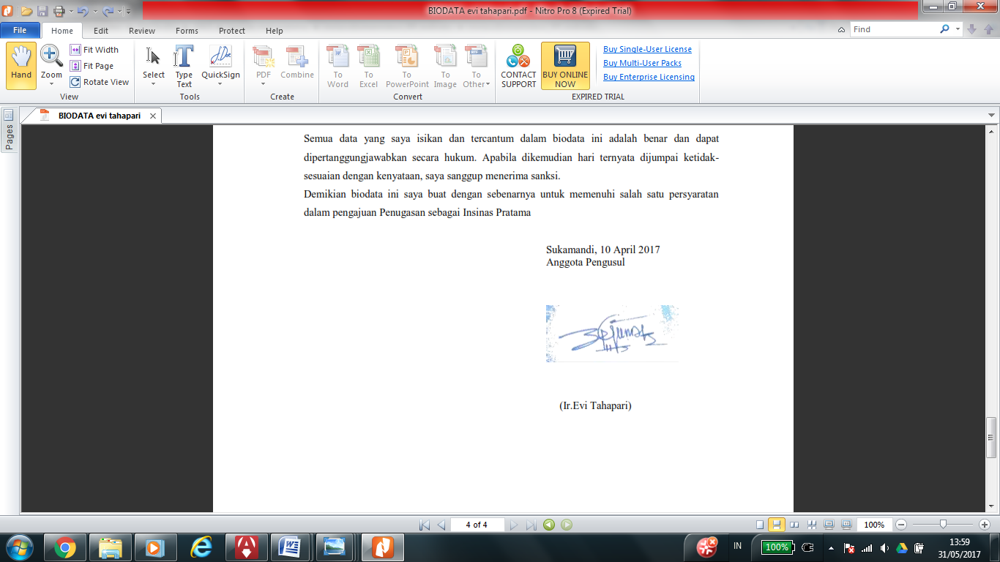 BIODATA evi tahapari.pdf - Nitro Pro 8 (Expired Trial)
File Home Edit Review Forms Protect Help Find
Hand
Zoom
Fit Width
Fit Page
Rotate View
View
Select
Type Text
QuickSign
Tools
PDF
Combine
Create
To Word
To Excel
To PowerPoint
To Image
To Other
Convert
CONTACT SUPPORT
BUY ONLINE NOW
Buy Single-User License
Buy Multi-User Packs
Buy Enterprise Licensing
EXPIRED TRIAL
BIODATA evi tahapari
Pages
Semua data yang saya isikan dan tercantum dalam biodata ini adalah benar dan dapat
dipertanggungjawabkan secara hukum. Apabila dikemudian hari ternyata dijumpai ketidak-
sesuaian dengan kenyataan, saya sanggup menerima sanksi.
Demikian biodata ini saya buat dengan sebenarnya untuk memenuhi salah satu persyaratan
dalam pengajuan Penugasan sebagai Insinas Pratama
Sukamandi, 10 April 2017
Anggota Pengusul
(Ir.Evi Tahapari)
4 of 4
100%
IN
100%
13:59
31/05/2017